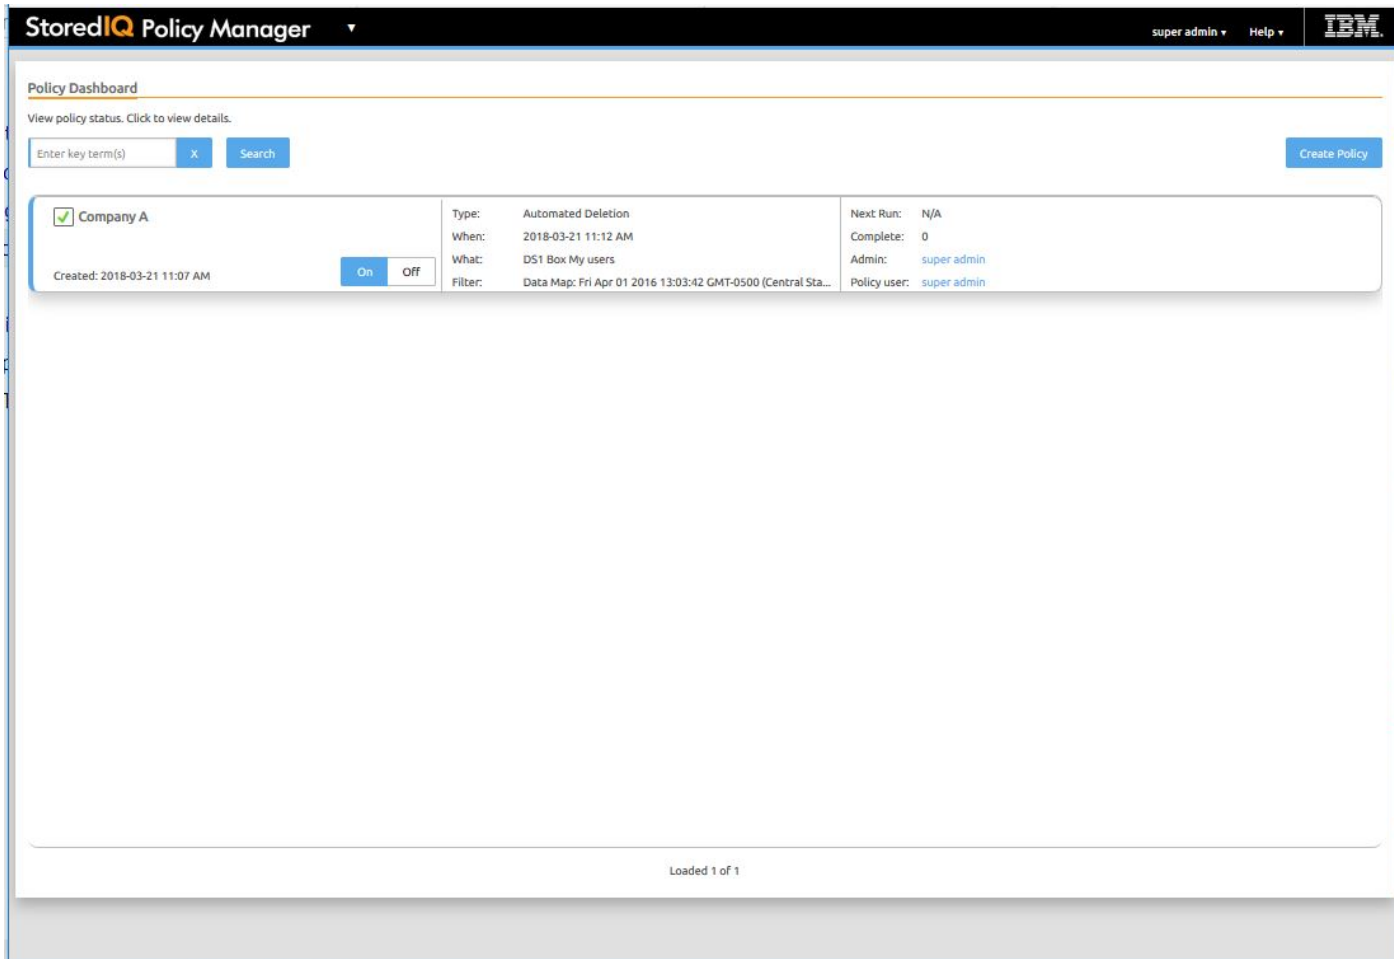 StoredIQ Policy Manager ▼ super admin ▾ Help ▾ IBM
Policy Dashboard
View policy status. Click to view details.
Enter key term(s) X Search Create Policy
Company A
Created: 2018-03-21 11:07 AM On Off
Type: Automated Deletion
When: 2018-03-21 11:12 AM
What: DS1 Box My users
Filter: Data Map: Fri Apr 01 2016 13:03:42 GMT-0500 (Central Sta...
Next Run: N/A
Complete: 0
Admin: super admin
Policy user: super admin
Loaded 1 of 1